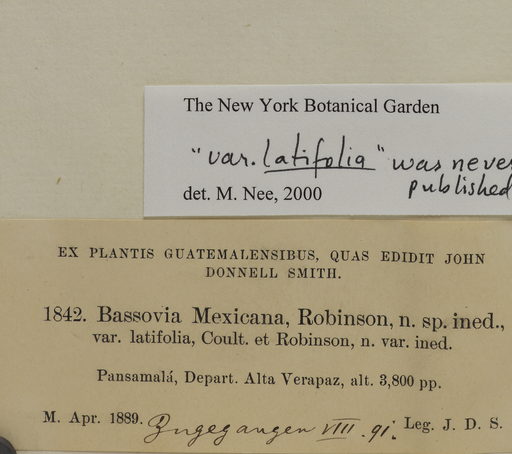 The New York Botanical Garden
"var. latifolia" was never
published
det. M. Nee, 2000
EX PLANTIS GUATEMALENSIBUS, QUAS EDIDIT JOHN
DONNELL SMITH.
1842. Bassovia Mexicana, Robinson, n. sp. ined.,
var. latifolia, Coult. et Robinson, n. var. ined.
Pansamalá, Depart. Alta Verapaz, alt. 3,800 pp.
M. Apr. 1889. Zugegangen VIII. 91. Leg. J. D. S.